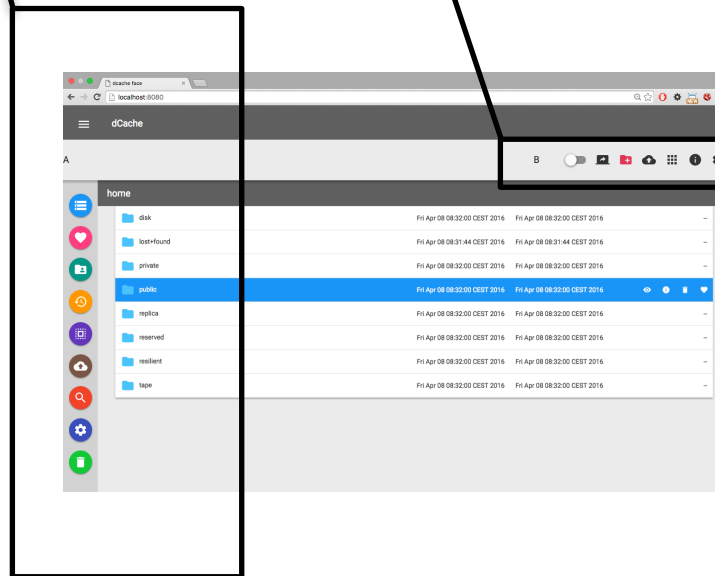 dcache face
localhost:8080
dCache
A
B
home
disk Fri Apr 08 08:32:00 CEST 2016 Fri Apr 08 08:32:00 CEST 2016 --
lost+found Fri Apr 08 08:31:44 CEST 2016 Fri Apr 08 08:31:44 CEST 2016 --
private Fri Apr 08 08:32:00 CEST 2016 Fri Apr 08 08:32:00 CEST 2016 --
public Fri Apr 08 08:32:00 CEST 2016 Fri Apr 08 08:32:00 CEST 2016
replica Fri Apr 08 08:32:00 CEST 2016 Fri Apr 08 08:32:00 CEST 2016 --
reserved Fri Apr 08 08:32:00 CEST 2016 Fri Apr 08 08:32:00 CEST 2016 --
resilient Fri Apr 08 08:32:00 CEST 2016 Fri Apr 08 08:32:00 CEST 2016 --
tape Fri Apr 08 08:32:00 CEST 2016 Fri Apr 08 08:32:00 CEST 2016 --